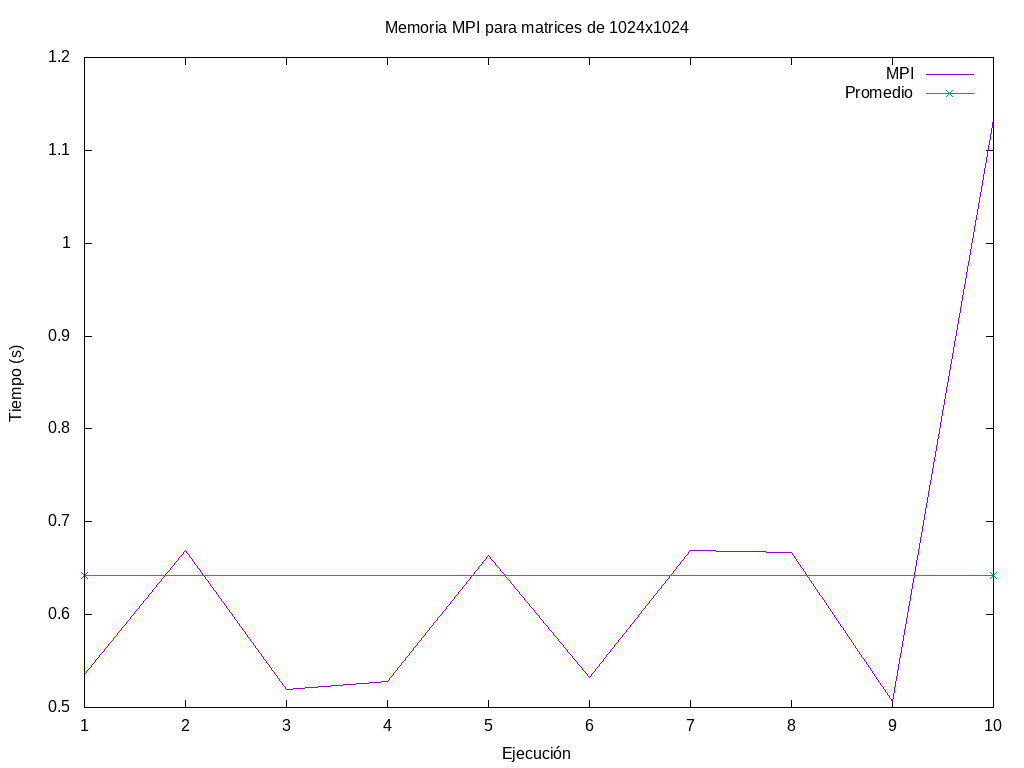 Memoria MPI para matrices de 1024x1024
MPI
Promedio
1.2
1.1
1
0.9
0.8
0.7
0.6
0.5
Tiempo (s)
1 2 3 4 5 6 7 8 9 10
Ejecución